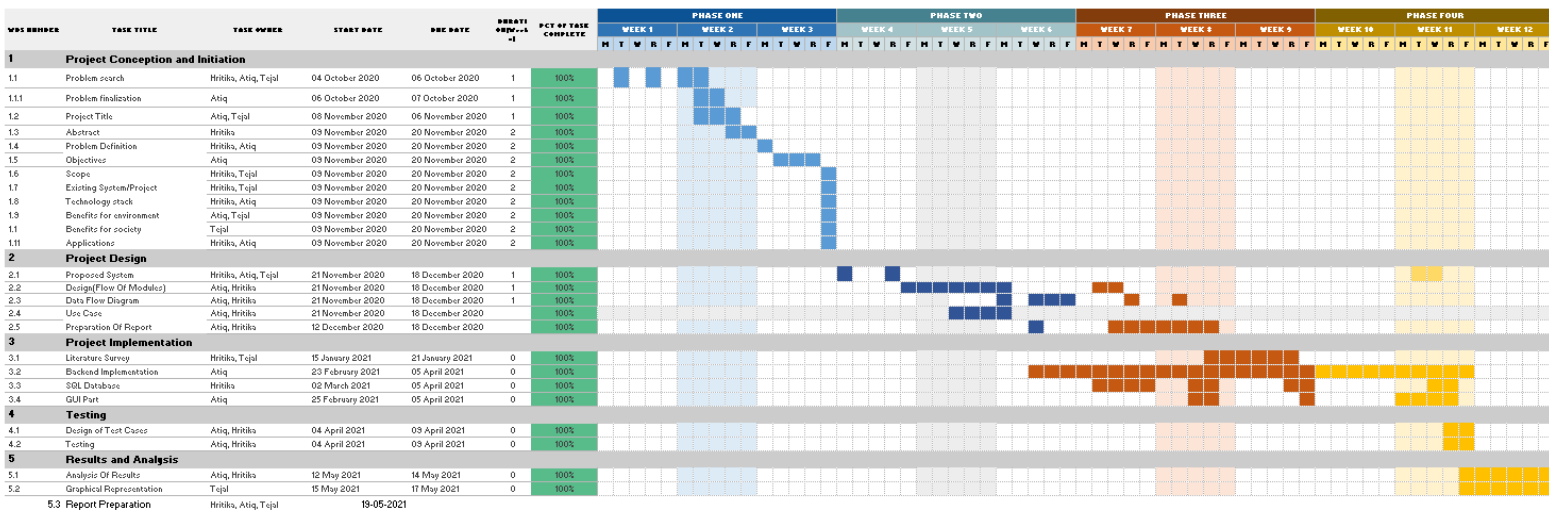 PHASE ONE PHASE TWO PHASE THREE PHASE FOUR
WBS NUMBER TASK TITLE TASK OWNER START DATE DUE DATE PCT OF TASK COMPLETE
WEEK 1 WEEK 2 WEEK 3 WEEK 4 WEEK 5 WEEK 6 WEEK 7 WEEK 8 WEEK 9 WEEK 10 WEEK 11 WEEK 12
M T W R F M T W R F M T W R F M T W R F M T W R F M T W R F M T W R F M T W R F M T W R F M T W R F M T W R F M T W R F
1 Project Conception and Initiation
1.1 Problem search Hritika, Atiq, Tejal 04 October 2020 06 October 2020 1 100%
1.1.1 Problem finalization Atiq 06 October 2020 07 October 2020 1 100%
1.2 Project Title Atiq, Tejal 08 November 2020 06 November 2020 1 100%
1.3 Abstract Hritika 09 November 2020 20 November 2020 2 100%
1.4 Problem Definition Hritika, Atiq 09 November 2020 20 November 2020 2 100%
1.5 Objectives Atiq 09 November 2020 20 November 2020 2 100%
1.6 Scope Hritika, Tejal 09 November 2020 20 November 2020 2 100%
1.7 Existing System/Project Hritika, Tejal 09 November 2020 20 November 2020 2 100%
1.8 Technology stack Hritika, Atiq 09 November 2020 20 November 2020 2 100%
1.9 Benefits for environment Atiq, Tejal 09 November 2020 20 November 2020 2 100%
1.1 Benefits for society Tejal 09 November 2020 20 November 2020 2 100%
1.11 Applications Hritika, Atiq 09 November 2020 20 November 2020 2 100%
2 Project Design
2.1 Proposed System Hritika, Atiq, Tejal 21 November 2020 18 December 2020 1 100%
2.2 Design(Flow Of Modules) Atiq, Hritika 21 November 2020 18 December 2020 1 100%
2.3 Data Flow Diagram Atiq, Hritika 21 November 2020 18 December 2020 1 100%
2.4 Use Case Atiq, Hritika 21 November 2020 18 December 2020 100%
2.5 Preparation Of Report Atiq, Hritika 12 December 2020 18 December 2020 100%
3 Project Implementation
3.1 Literature Survey Hritika, Tejal 15 January 2021 21 January 2021 0 100%
3.2 Backend Implementation Atiq 23 February 2021 05 April 2021 0 100%
3.3 SQL Database Hritika 02 March 2021 05 April 2021 0 100%
3.4 GUI Part Atiq 25 February 2021 05 April 2021 0 100%
4 Testing
4.1 Design of Test Cases Atiq, Hritika 04 April 2021 09 April 2021 0 100%
4.2 Testing Atiq, Hritika 04 April 2021 09 April 2021 0 100%
5 Results and Analysis
5.1 Analysis Of Results Atiq, Hritika 12 May 2021 14 May 2021 0 100%
5.2 Graphical Representation Tejal 15 May 2021 17 May 2021 0 100%
5.3 Report Preparation Hritika, Atiq, Tejal 19-05-2021